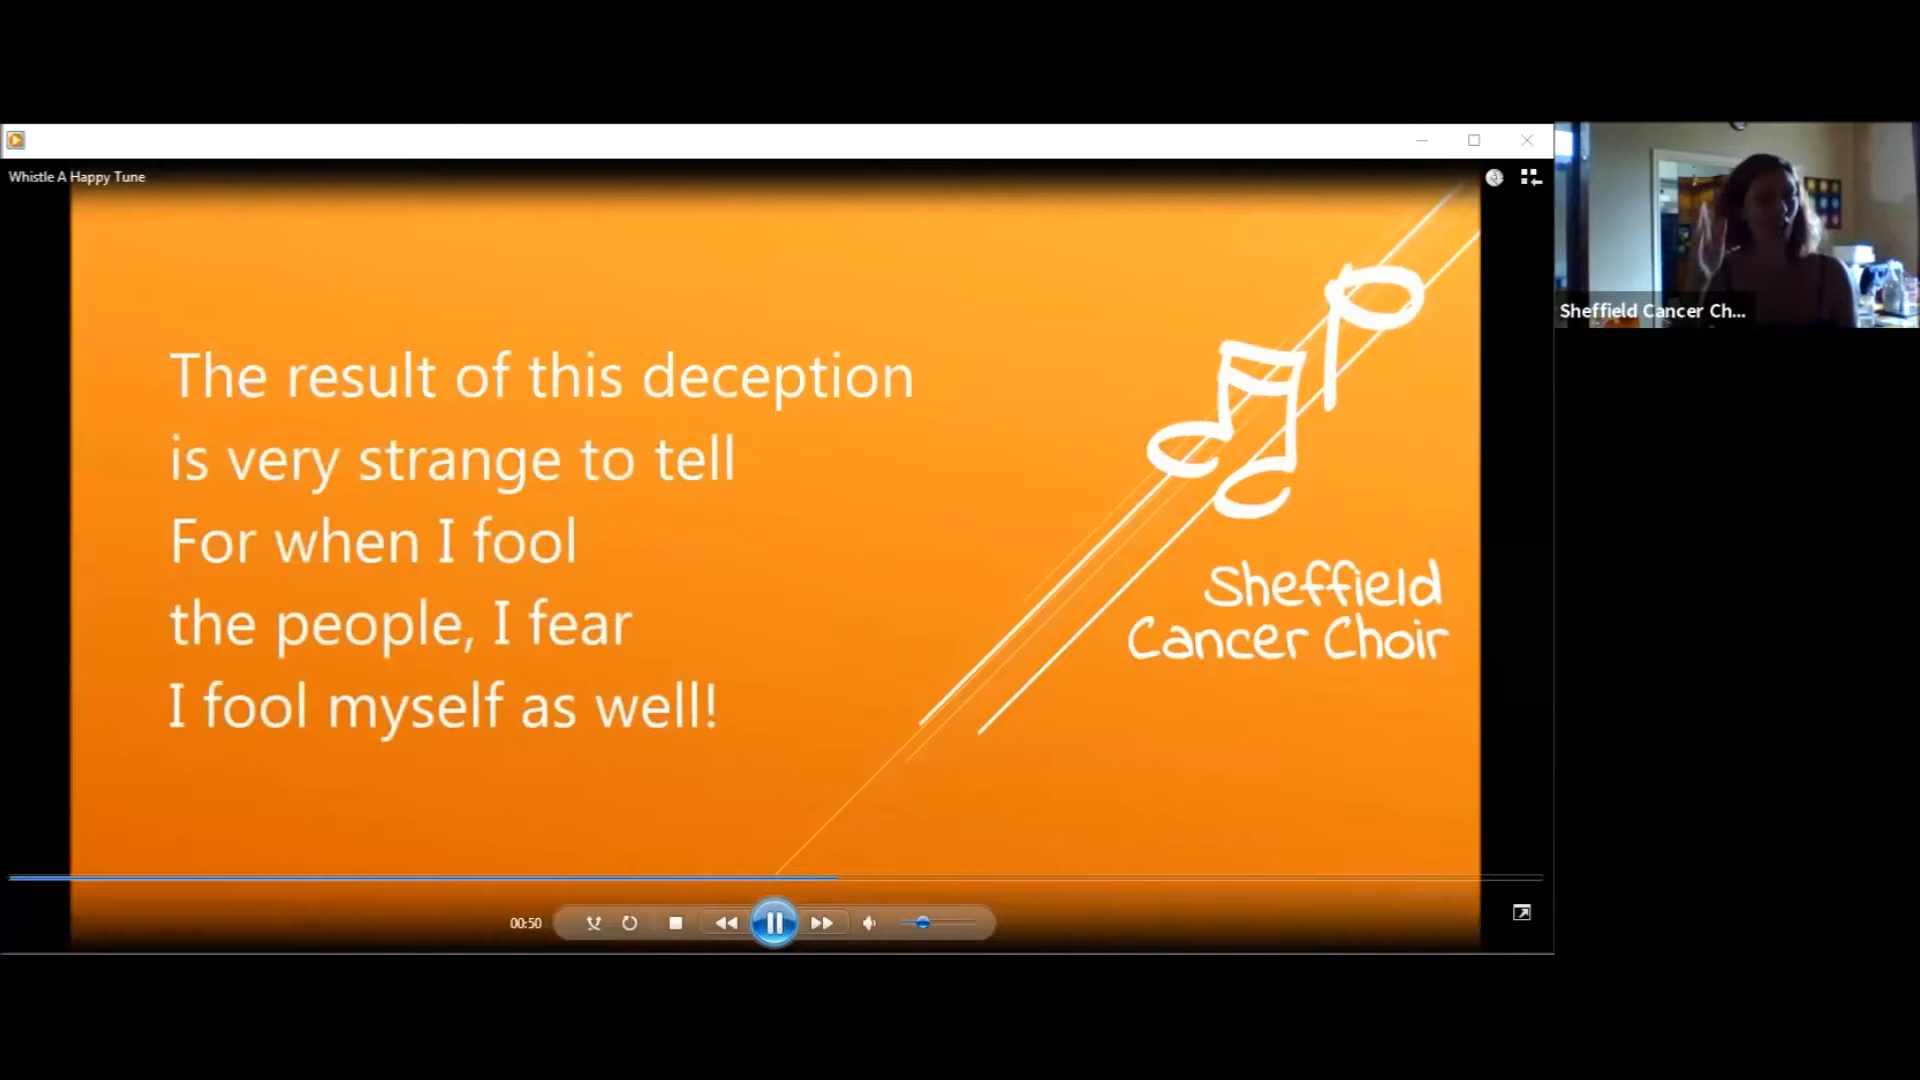 Whistle A Happy Tune
The result of this deception
is very strange to tell
For when I fool
the people, I fear
I fool myself as well!
Sheffield
Cancer Choir
00:50
Sheffield Cancer Ch...